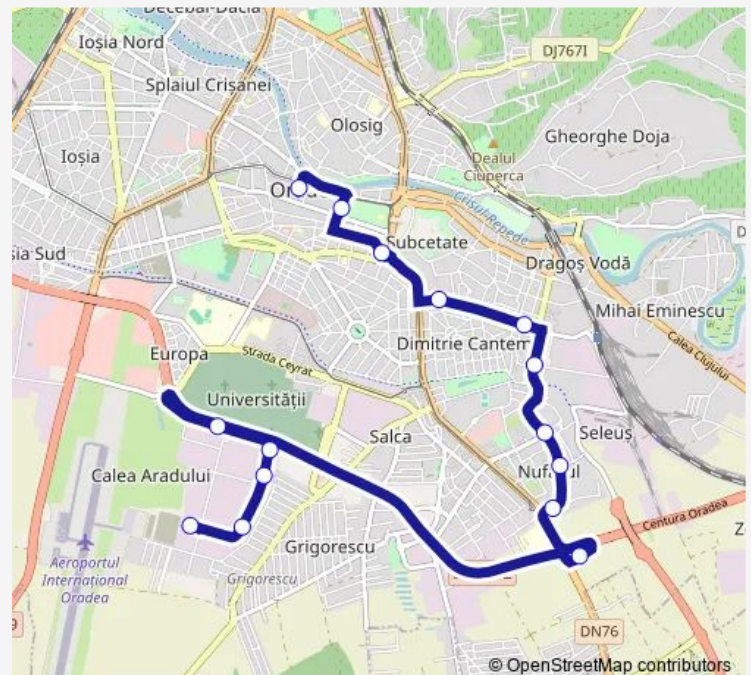 Decebal-Dacia
Ioșia Nord
DJ767I
Splaiul Crișanei
Olosig
Gheorghe Doja
Ioșia
Dealul
Ciuperca
Crișul Repede
Subcetate
sia Sud
Dragoș Vodă
Mihai Eminescu
Dimitrie Cantem
Calea Clujului
Europa
Strada Ceyrat
Universității
Salca
Seleuș
Calea Aradului
Centura Oradea
Grigorescu
Aeroportul
Internațional
Oradea
Grigorescu
DN76
© OpenStreetMap contributors